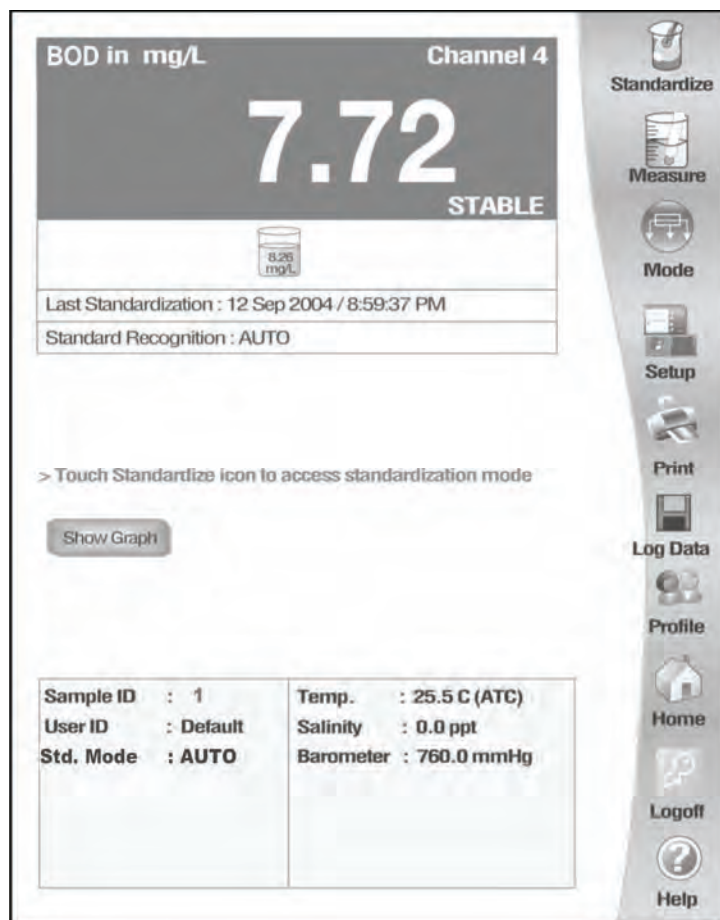 BOD in mg/L Channel 4
7.72
STABLE
8.26
mg/L
Last Standardization : 12 Sep 2004 / 8:59:37 PM
Standard Recognition : AUTO
> Touch Standardize icon to access standardization mode
Show Graph
Sample ID : 1
User ID : Default
Std. Mode : AUTO
Temp. : 25.5 C (ATC)
Salinity : 0.0 ppt
Barometer : 760.0 mmHg
Standardize
Measure
Mode
Setup
Print
Log Data
Profile
Home
Logoff
?
Help